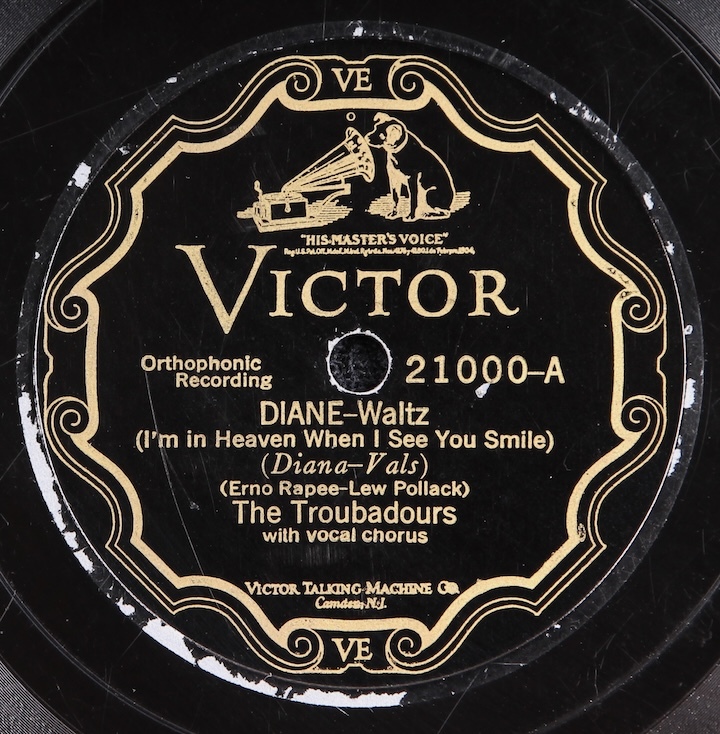 VE
"HIS MASTER'S VOICE"
VICTOR
Orthophonic
Recording
21000-A
DIANE-Waltz
(I'm in Heaven When I See You Smile)
(Diana-Vals)
(Erno Rapee-Lew Pollack)
The Troubadours
with vocal chorus
VICTOR TALKING MACHINE CO.
Camden, N.J.
VE